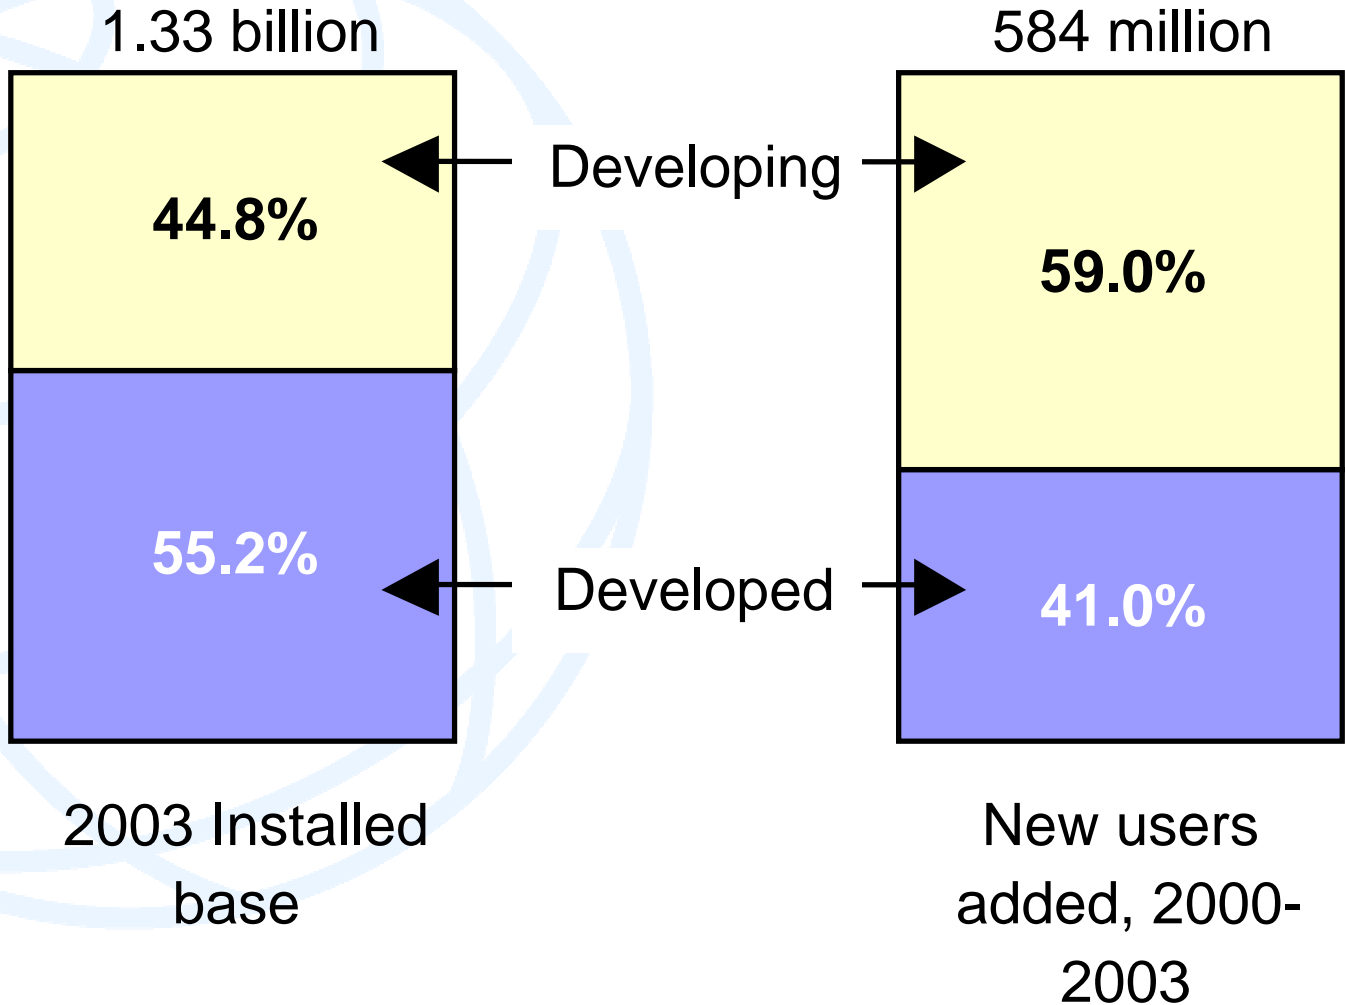 1.33 billion
584 million
Developing
44.8%
59.0%
55.2%
Developed
41.0%
2003 Installed
base
New users
added, 2000-
2003